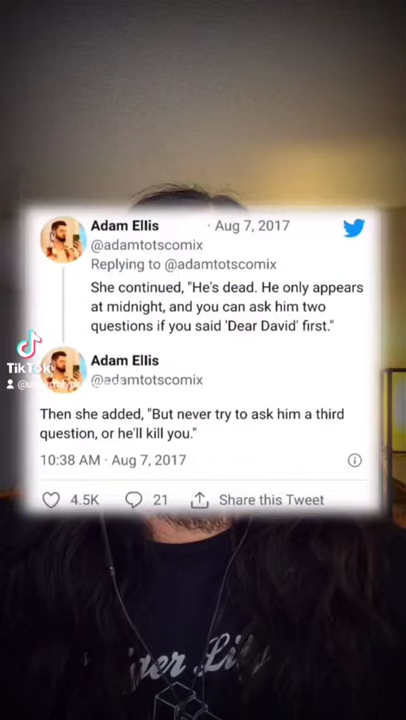 Adam Ellis · Aug 7, 2017
@adamtotscomix
Replying to @adamtotscomix
She continued, "He's dead. He only appears
at midnight, and you can ask him two
questions if you said 'Dear David' first."
TikTok
Adam Ellis
@adamtotscomix
Then she added, "But never try to ask him a third
question, or he'll kill you."
10:38 AM · Aug 7, 2017
4.5K 21 Share this Tweet